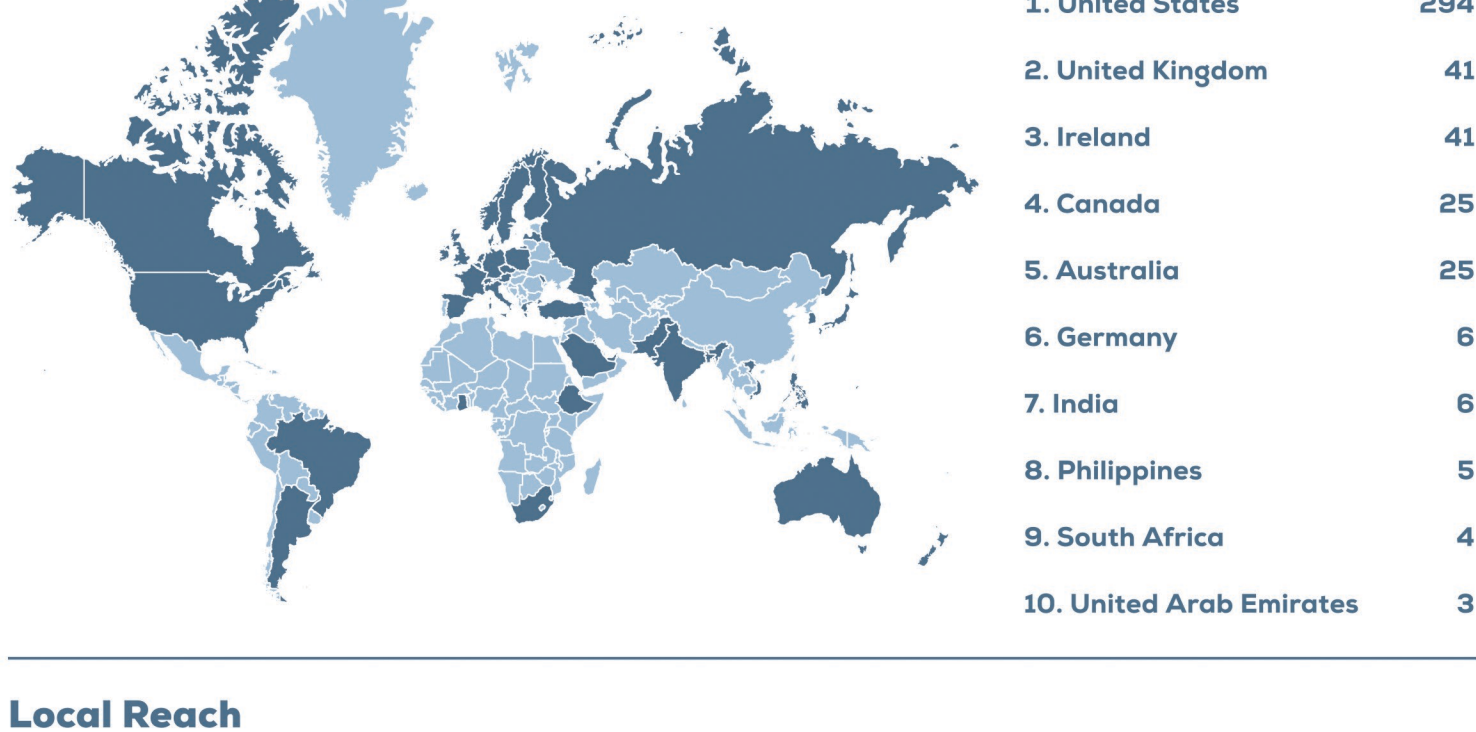 1. United States 294
2. United Kingdom 41
3. Ireland 41
4. Canada 25
5. Australia 25
6. Germany 6
7. India 6
8. Philippines 5
9. South Africa 4
10. United Arab Emirates 3
Local Reach